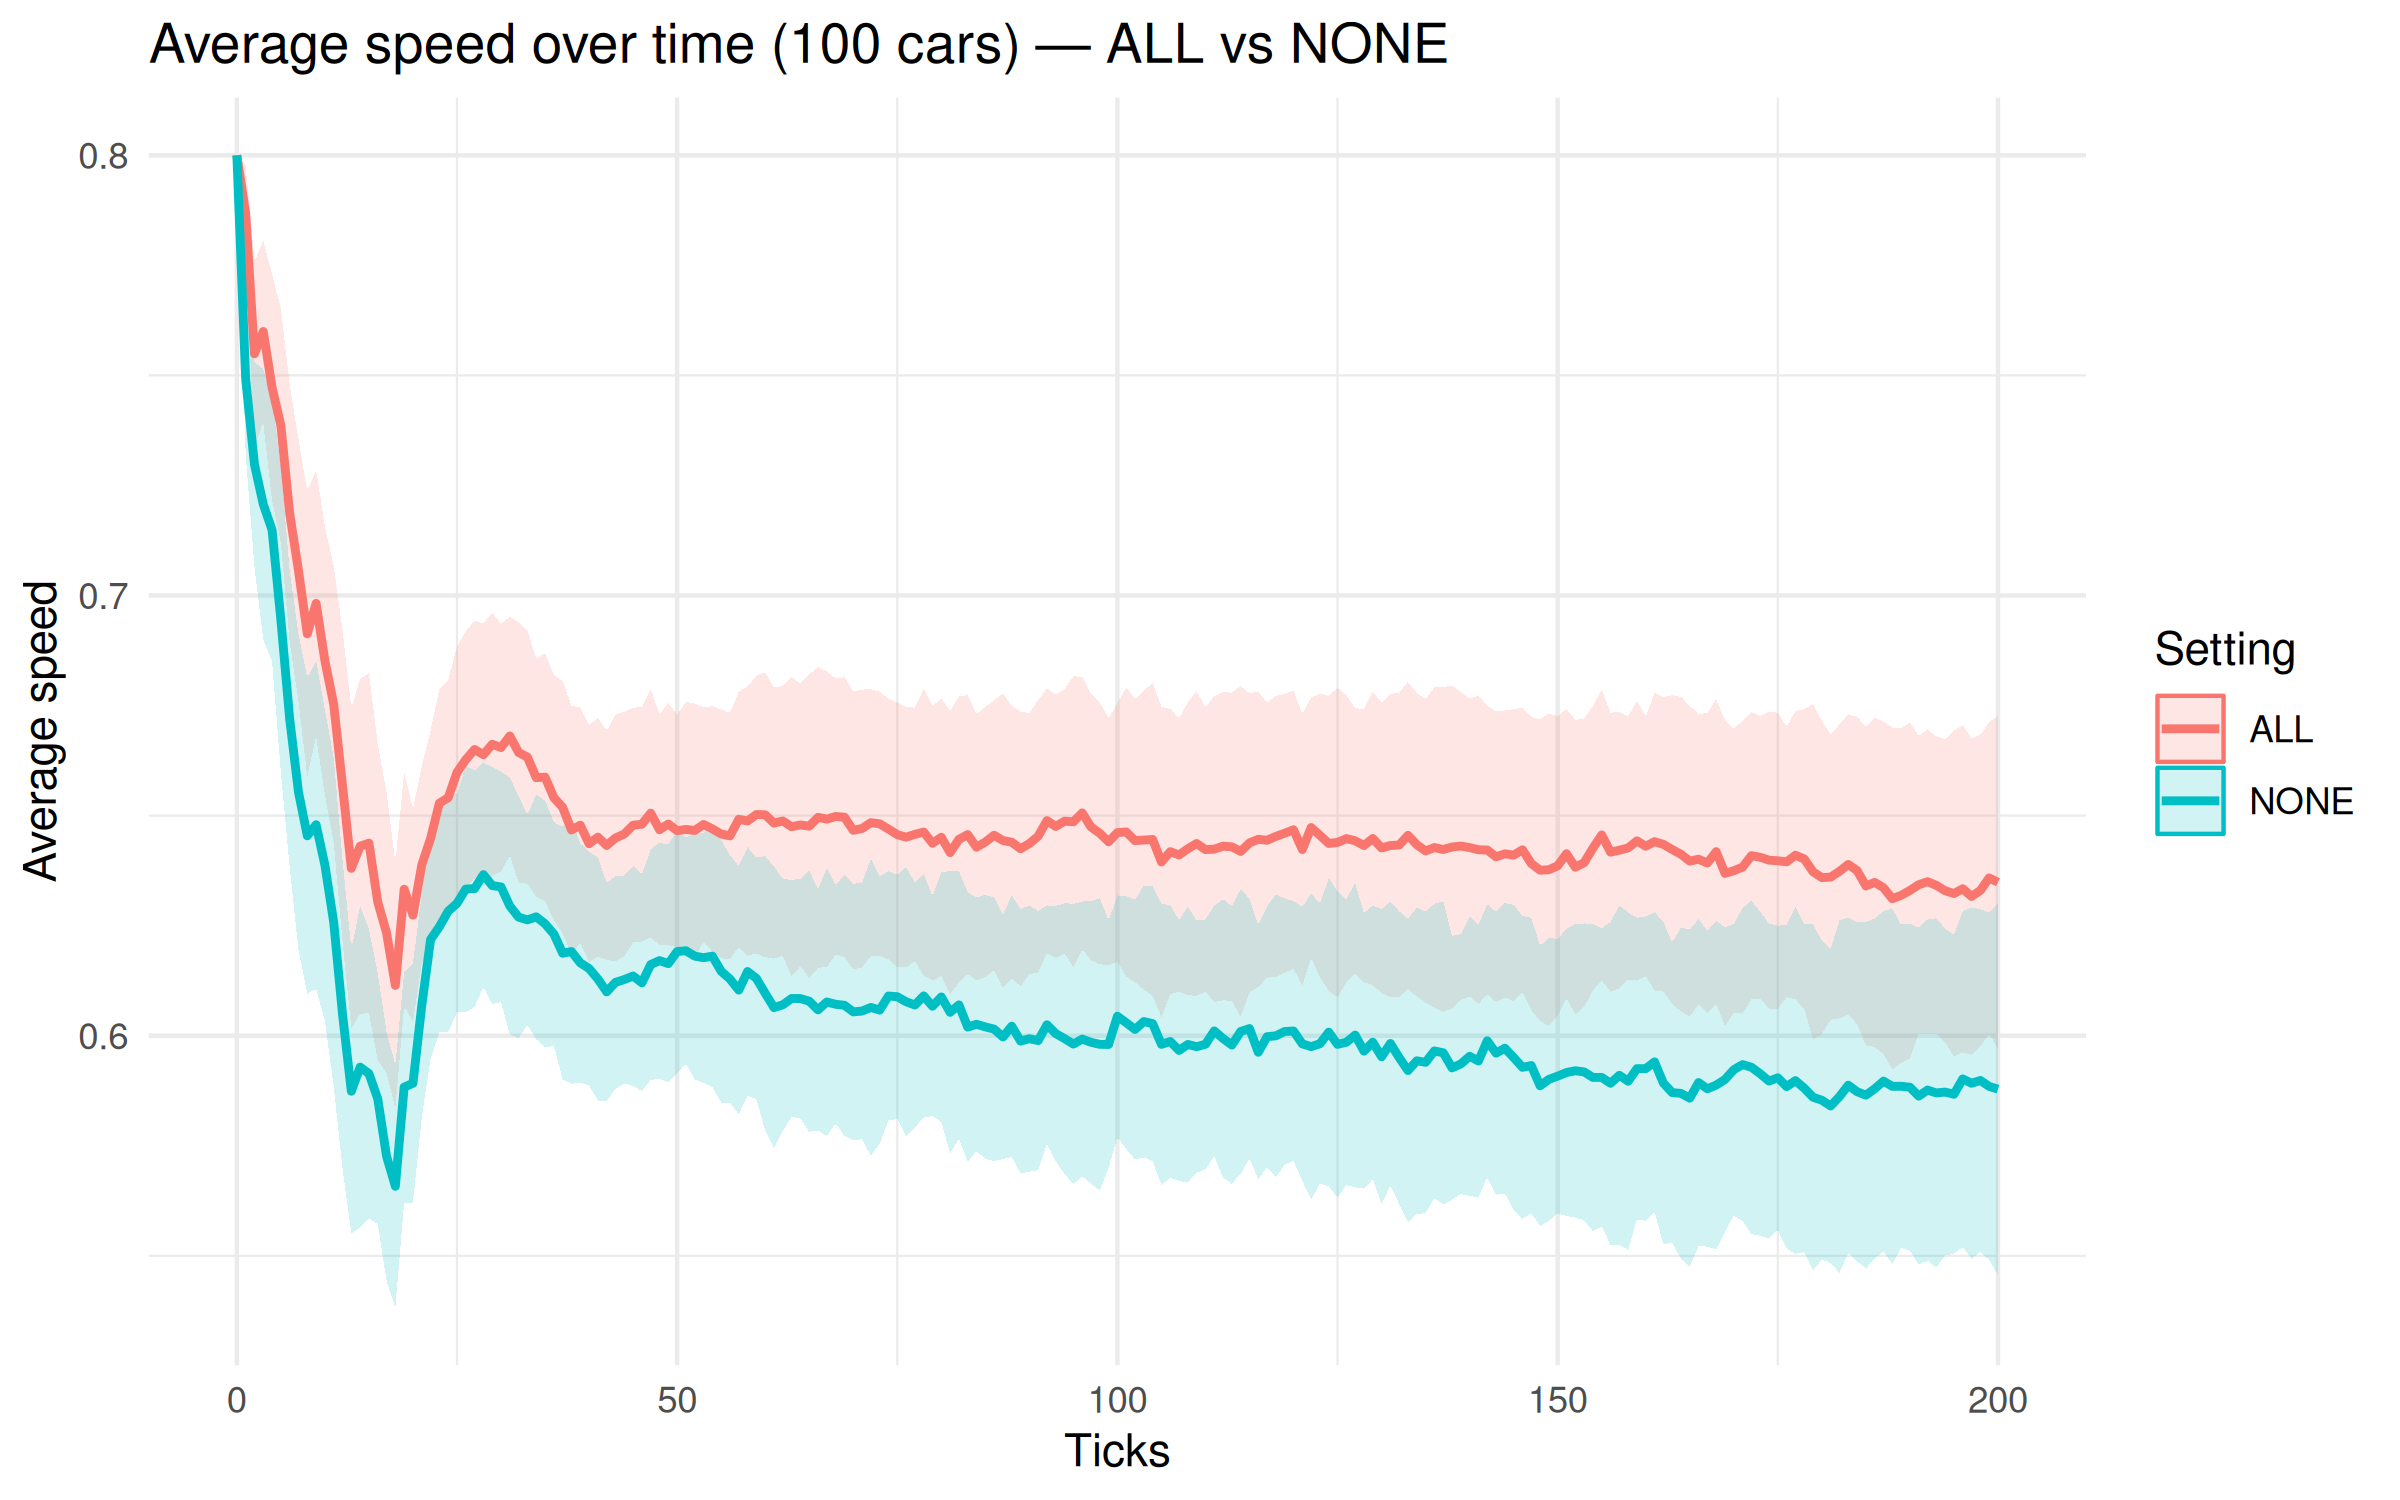 Average speed over time (100 cars) — ALL vs NONE
Average speed
0.8
0.7
0.6
0
50
100
150
200
Ticks
Setting
ALL
NONE